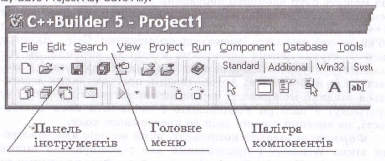 C++Builder 5 - Project1
File Edit Search View Project Run Component Database Tools
Standard Additional Win32
A ab
Панель інструментів
Головне меню
Палітра компонентів